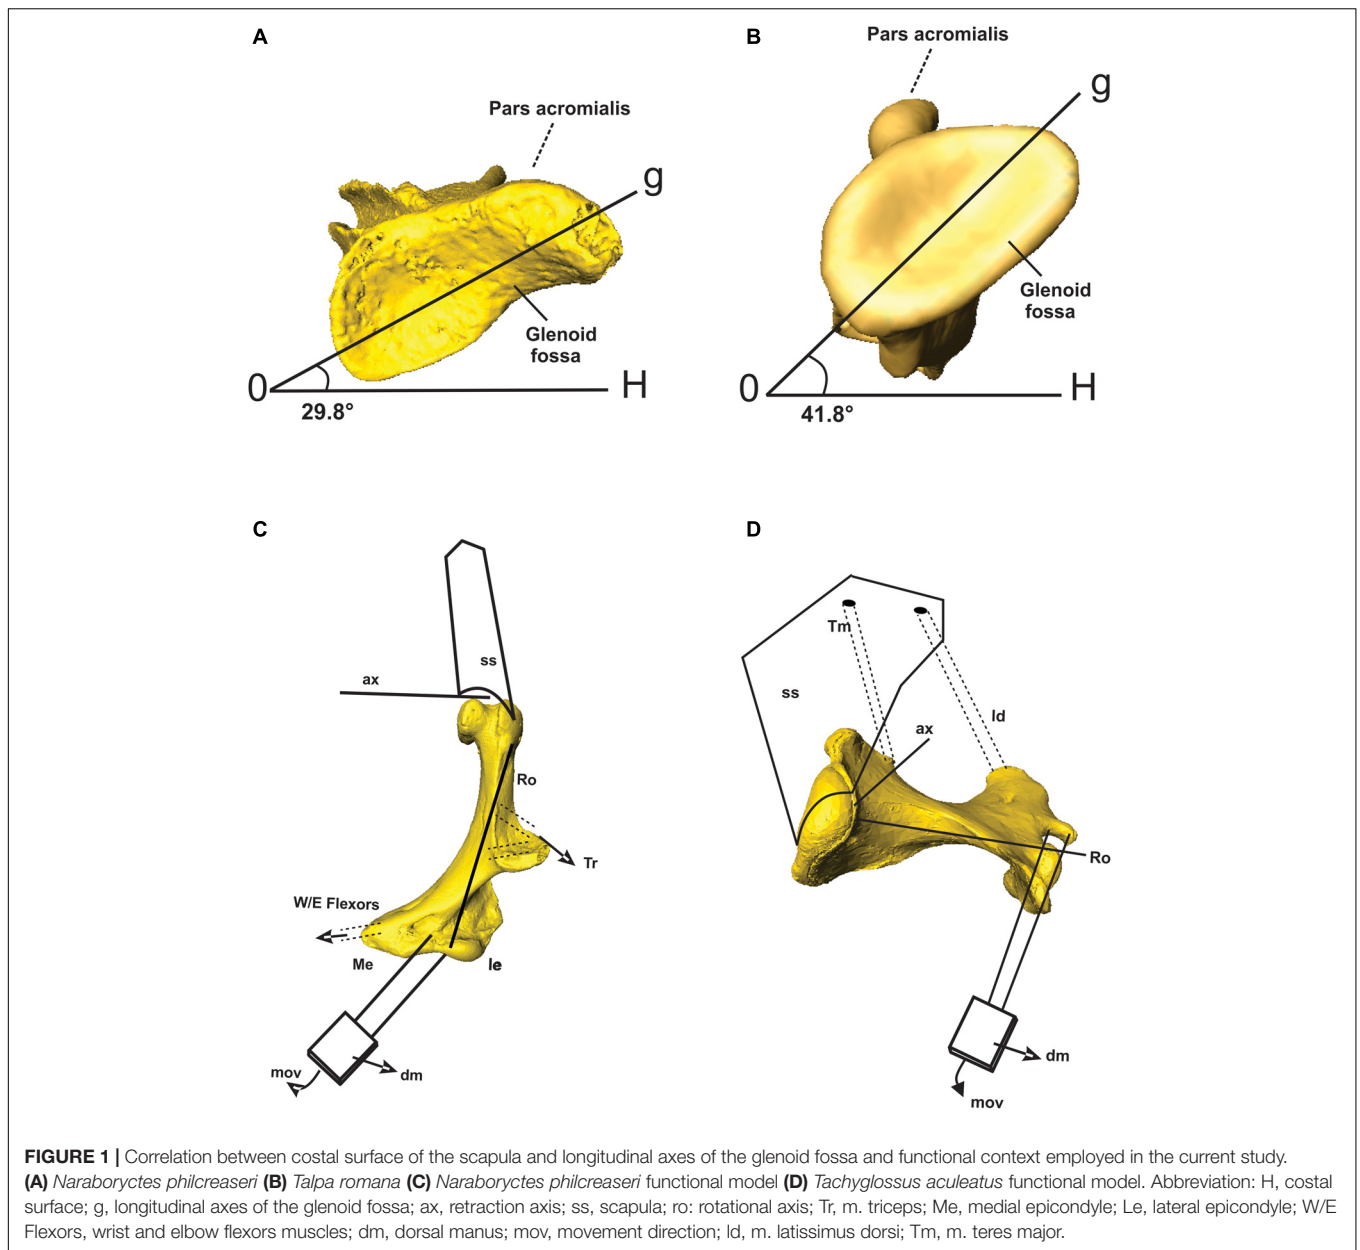 A
Pars acromialis
g
Glenoid
fossa
0
H
29.8°
B
Pars acromialis
g
Glenoid
fossa
0
H
41.8°
C
ss
ax
Ro
Tr
W/E Flexors
Me
le
mov
dm
D
Tm
ss
ld
ax
Ro
dm
mov
FIGURE 1 | Correlation between costal surface of the scapula and longitudinal axes of the glenoid fossa and functional context employed in the current study.
(A) Naraboryctes philcreaseri (B) Talpa romana (C) Naraboryctes philcreaseri functional model (D) Tachyglossus aculeatus functional model. Abbreviation: H, costal
surface; g, longitudinal axes of the glenoid fossa; ax, retraction axis; ss, scapula; ro: rotational axis; Tr, m. triceps; Me, medial epicondyle; Le, lateral epicondyle; W/E
Flexors, wrist and elbow flexors muscles; dm, dorsal manus; mov, movement direction; ld, m. latissimus dorsi; Tm, m. teres major.